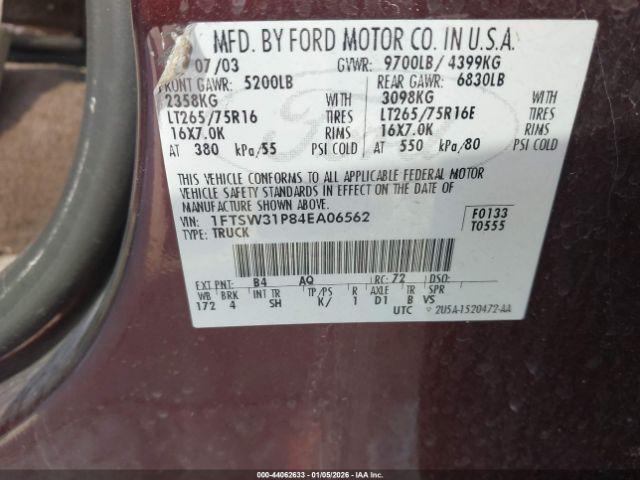 MFD. BY FORD MOTOR CO. IN U.S.A.
07/03 GVWR: 9700LB/4399KG
FRONT GAWR: 5200LB REAR GAWR: 6830LB
2358KG WITH 3098KG WITH
LT265/75R16 TIRES LT265/75R16E TIRES
16X7.0K RIMS 16X7.0K RIMS
AT 380 kPa/55 PSI COLD AT 550 kPa/80 PSI COLD
THIS VEHICLE CONFORMS TO ALL APPLICABLE FEDERAL MOTOR
VEHICLE SAFETY STANDARDS IN EFFECT ON THE DATE OF
MANUFACTURE SHOWN ABOVE.
VIN: 1FTSW31P84EA06562 F0133
TYPE: TRUCK T0555
EXT PNT: B4 AQ RC: 72 DSO:
WB BRK INT TR TP/PS R AXLE TR SPR
172 4 SH K/ 1 D1 B VS
UTC 2U5A-1520472-AA
000-44062633 - 01/05/2026 - IAA Inc.